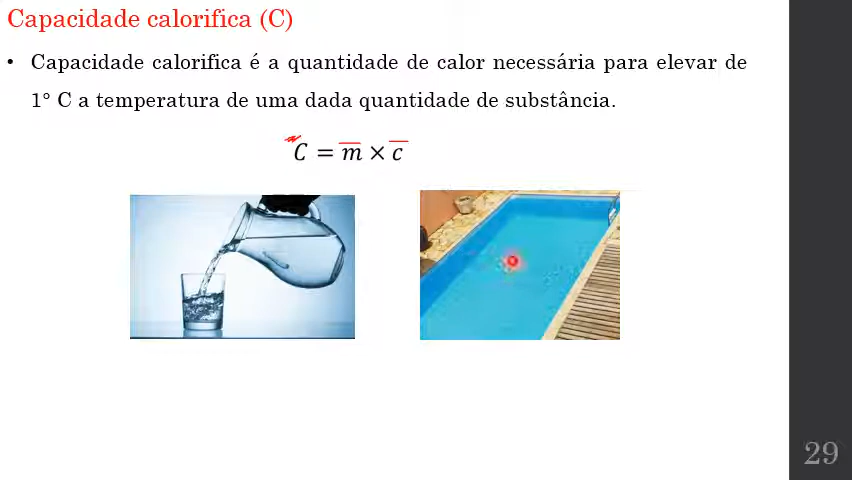 Capacidade calorifica (C)
• Capacidade calorifica é a quantidade de calor necessária para elevar de
1° C a temperatura de uma dada quantidade de substância.
C = m × c
29